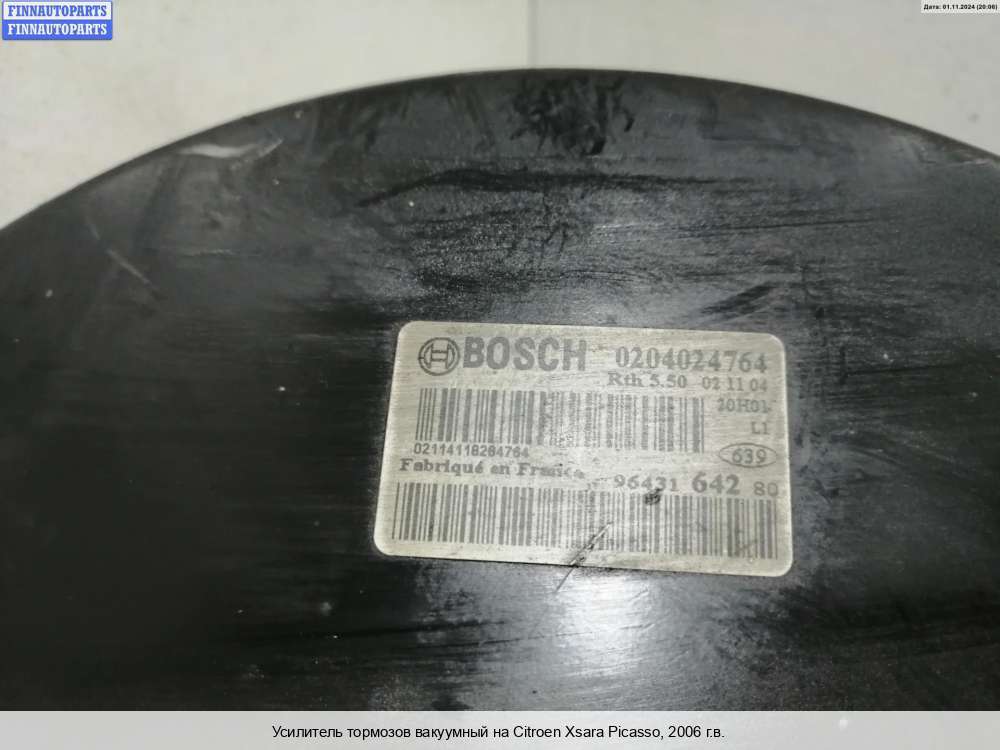 FINNAUTOPARTS
FINNAUTOPARTS
Дата: 01.11.2024 (20:06)
BOSCH 0204024764
Rth 5.50 02 11 04
20H01
L1
02114118264764
639
Fabriqué en France
96431 642 80
Усилитель тормозов вакуумный на Citroen Xsara Picasso, 2006 г.в.